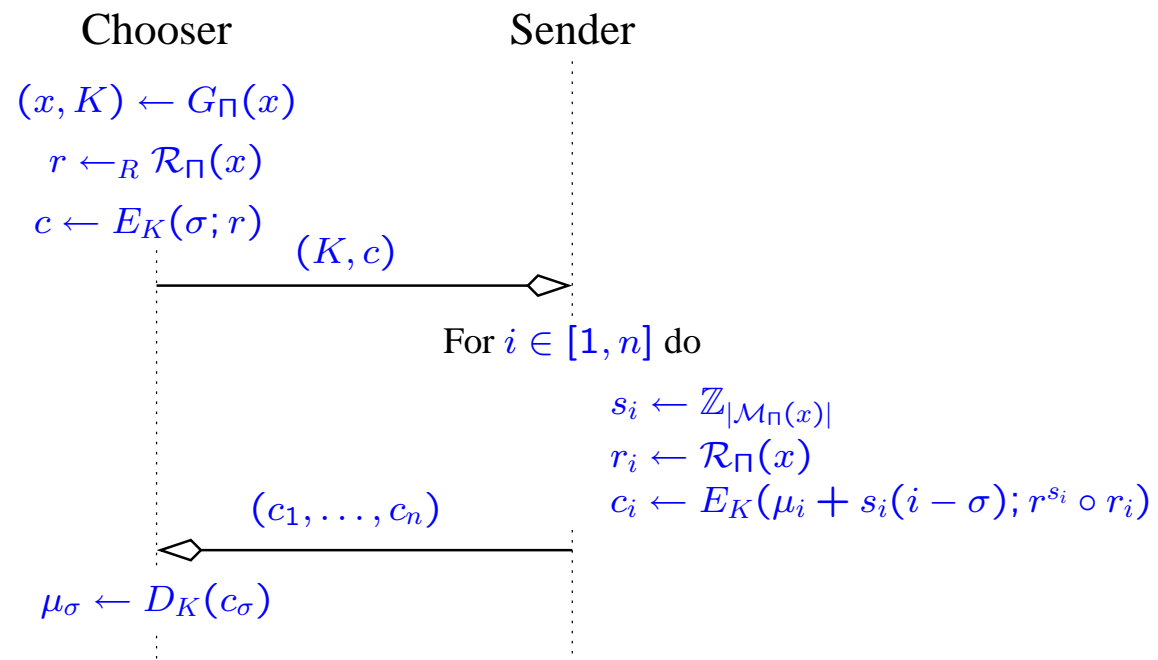 Chooser Sender
(x, K) ← G_Π(x)
r ←_R ℛ_Π(x)
c ← E_K(σ; r)
(K, c)
For i ∈ [1, n] do
s_i ← ℤ_{|ℳ_Π(x)|}
r_i ← ℛ_Π(x)
c_i ← E_K(μ_i + s_i(i − σ); r^{s_i} ∘ r_i)
(c_1, . . . , c_n)
μ_σ ← D_K(c_σ)